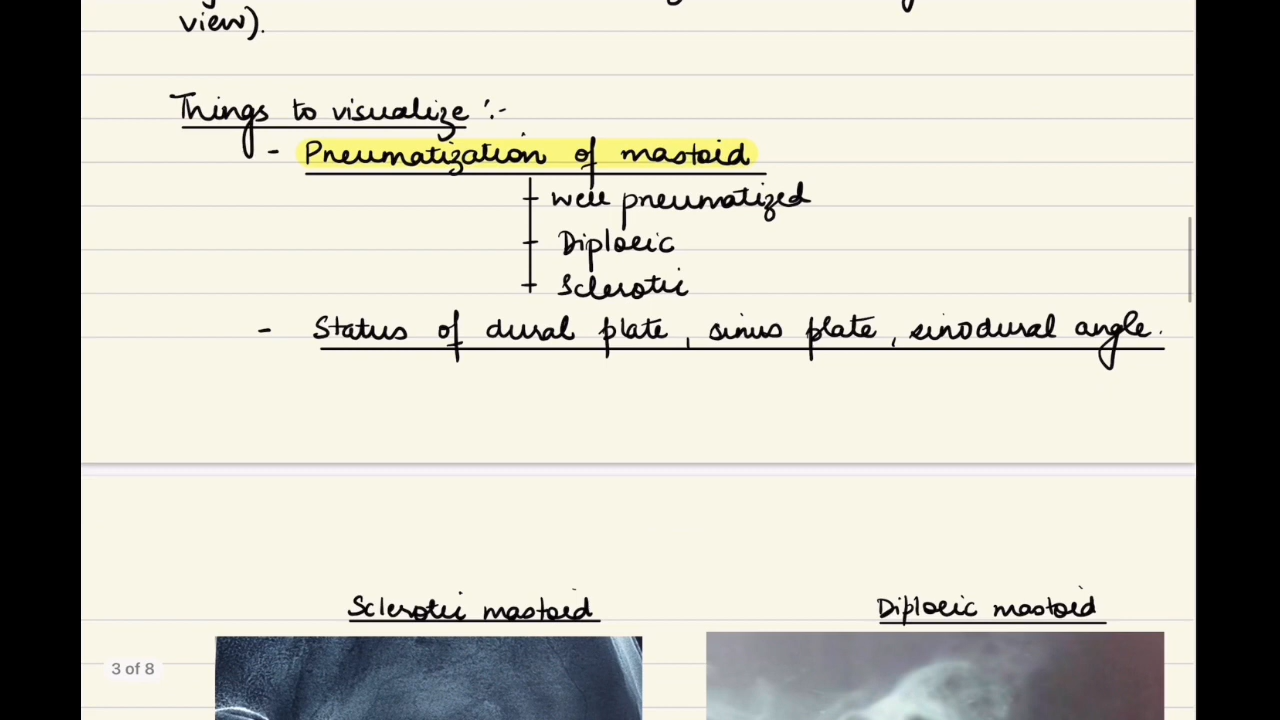 view).
Things to visualize :-
- Pneumatization of mastoid
- well pneumatized
- Diploeic
- Sclerotic
- Status of dural plate, sinus plate, sinodural angle.
Sclerotic mastoid
Diploeic mastoid
3 of 8